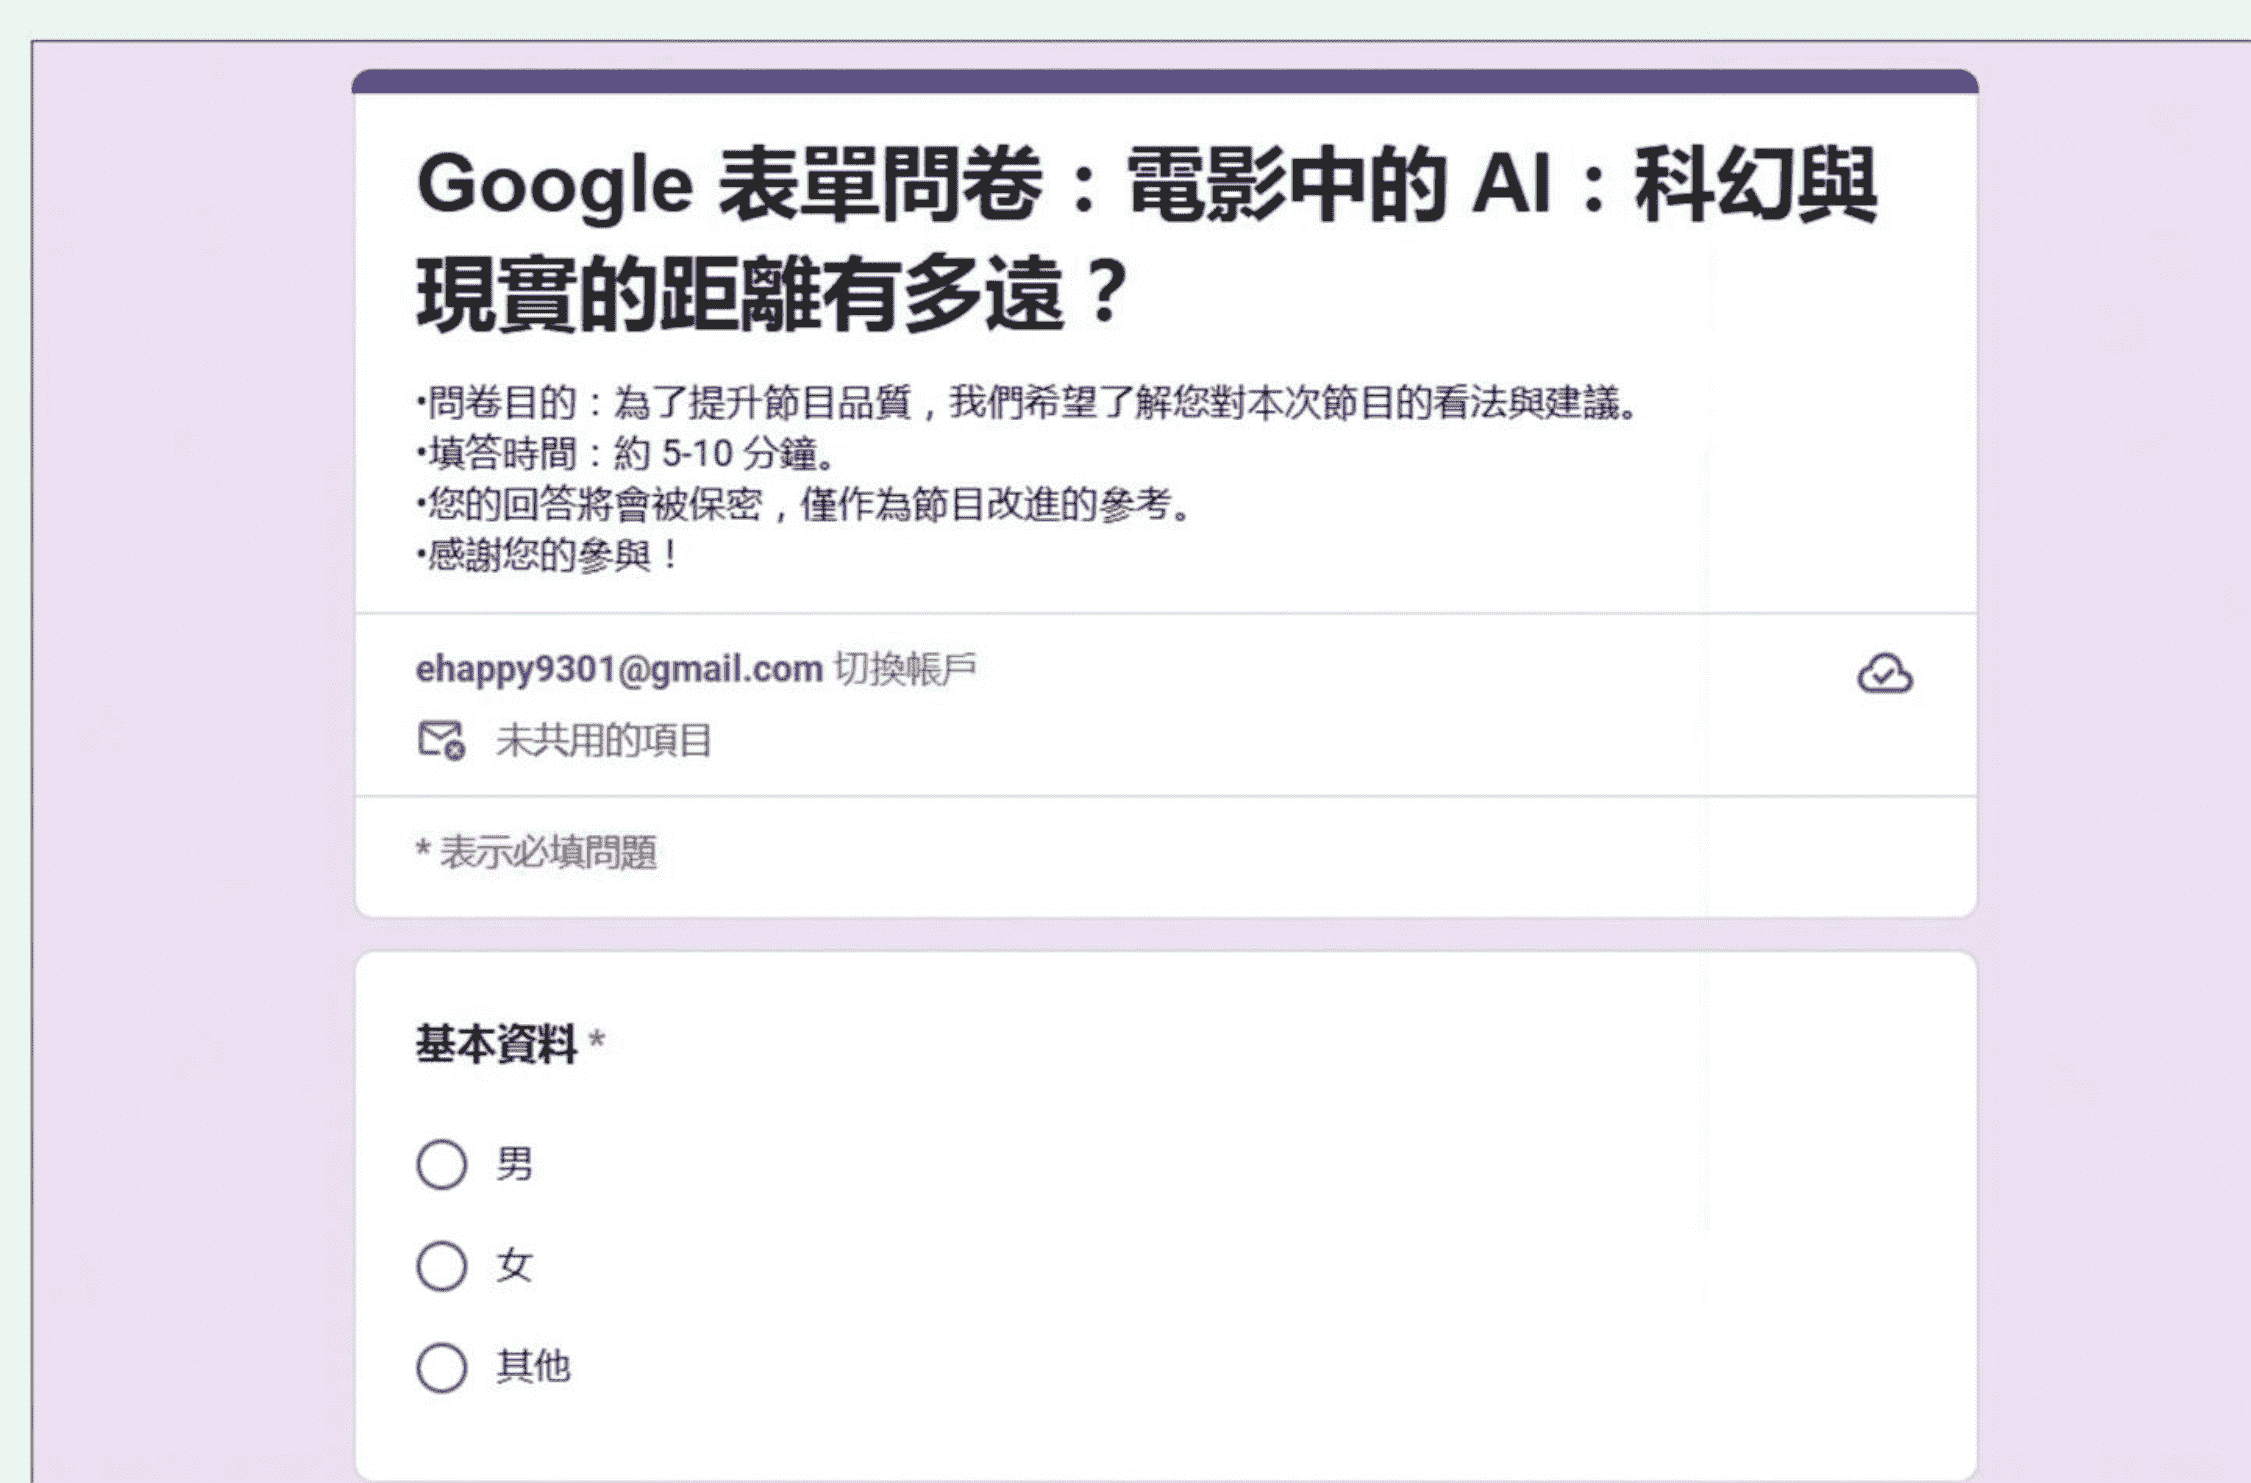 Google 表單問卷：電影中的 AI：科幻與
現實的距離有多遠？
•問卷目的：為了提升節目品質，我們希望了解您對本次節目的看法與建議。
•填答時間：約 5-10 分鐘。
•您的回答將會被保密，僅作為節目改進的參考。
•感謝您的參與！
ehappy9301@gmail.com 切換帳戶
未共用的項目
* 表示必填問題
基本資料 *
男
女
其他